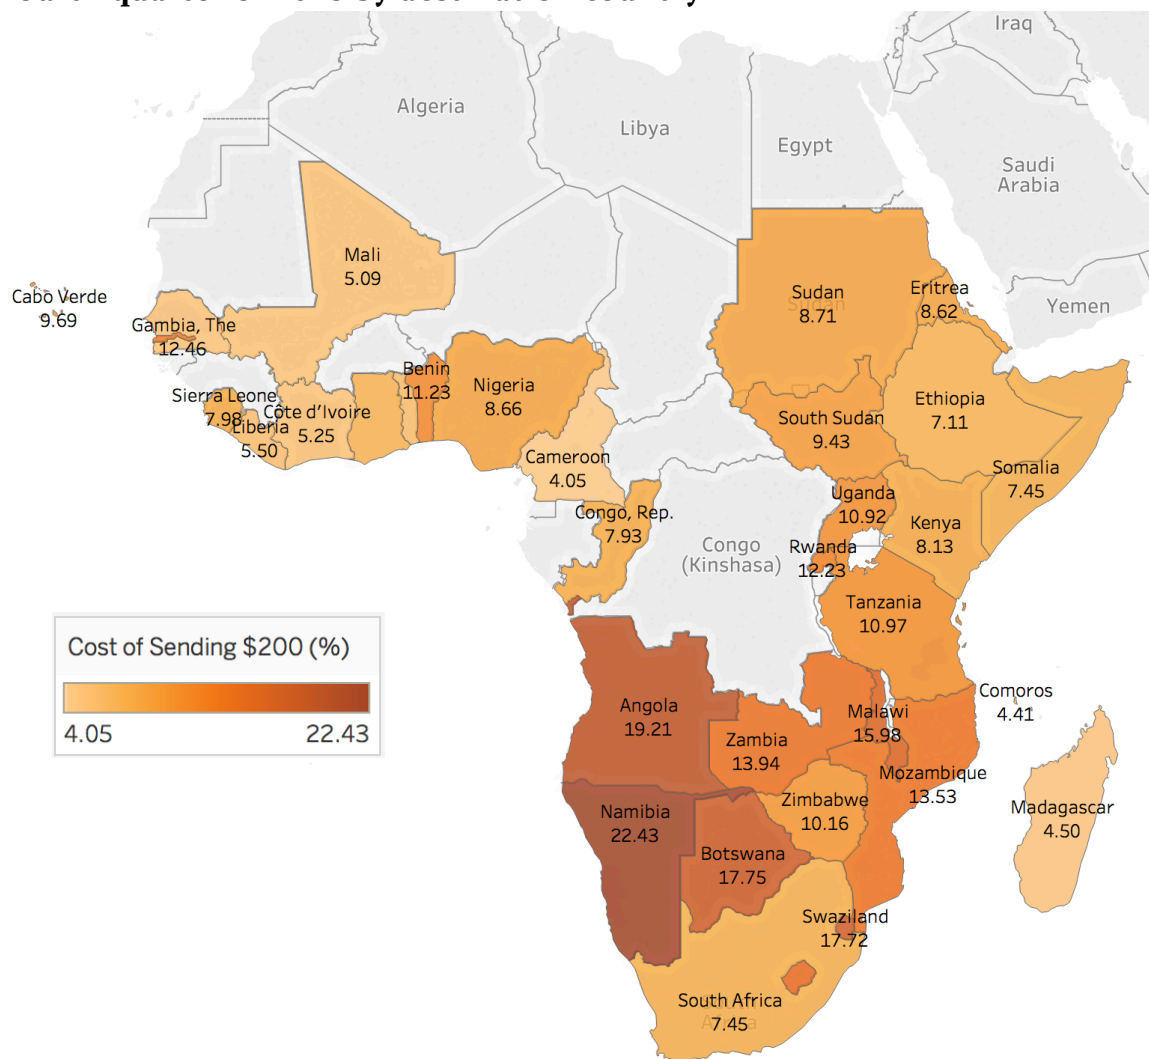 Iraq
Algeria
Libya
Egypt
Saudi
Arabia
Mali
5.09
Cabo Verde
9.69
Sudan
8.71
Eritrea
8.62
Yemen
Gambia, The
12.46
Benin
11.23
Nigeria
8.66
Sierra Leone
7.98
Liberia
5.50
Côte d'Ivoire
5.25
Ethiopia
7.11
South Sudan
9.43
Cameroon
4.05
Somalia
7.45
Uganda
10.92
Congo, Rep.
7.93
Kenya
8.13
Congo
(Kinshasa)
Rwanda
12.23
Tanzania
10.97
Cost of Sending $200 (%)
4.05
22.43
Comoros
4.41
Angola
19.21
Malawi
15.98
Zambia
13.94
Mozambique
13.53
Namibia
22.43
Zimbabwe
10.16
Madagascar
4.50
Botswana
17.75
Swaziland
17.72
South Africa
7.45